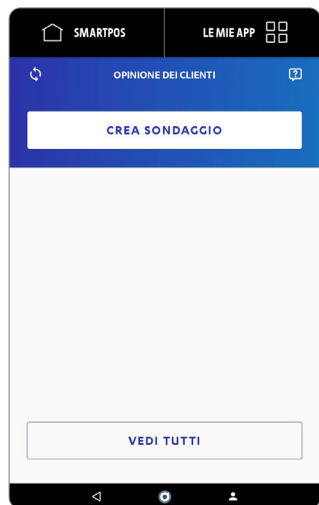 SMARTPOS
LE MIE APP
OPINIONE DEI CLIENTI
?
CREA SONDAGGIO
VEDI TUTTI